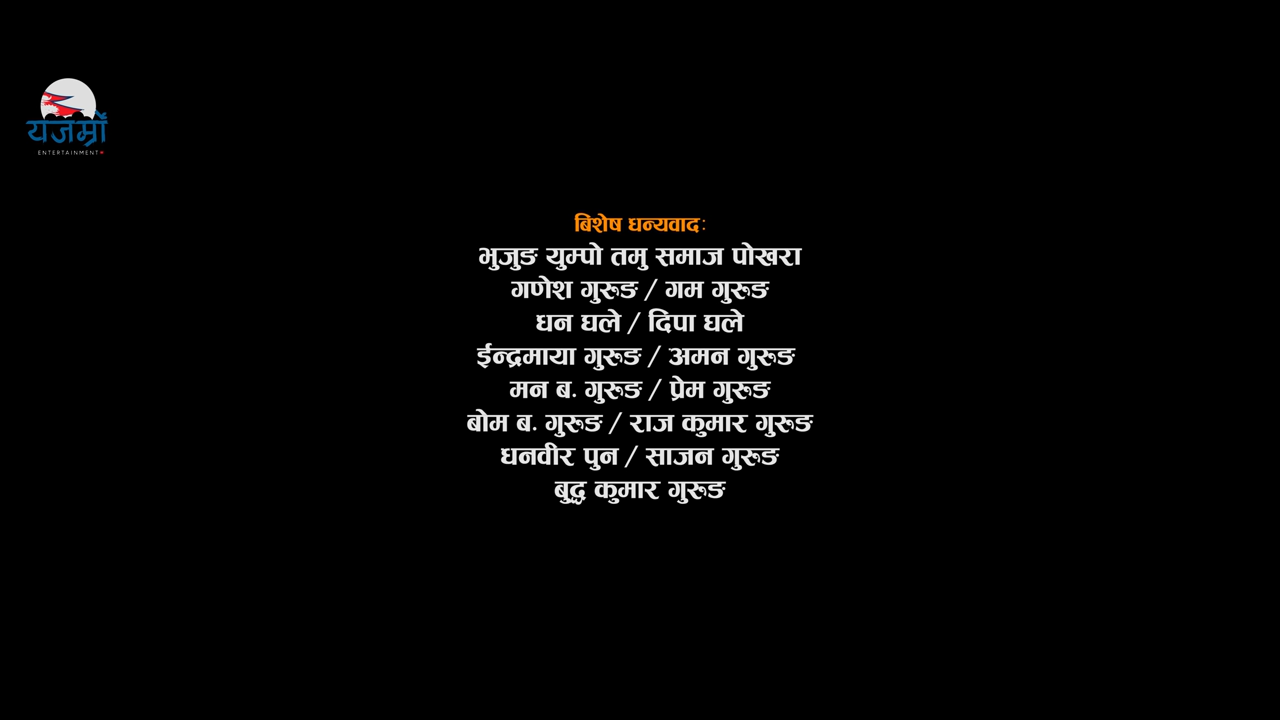 यजम्रों
ENTERTAINMENT
बिशेष धन्यवाद:
भुजुङ युम्पो तमु समाज पोखरा
गणेश गुरूङ / गम गुरूङ
धन घले / दिपा घले
ईन्द्रमाया गुरूङ / अमन गुरूङ
मन ब. गुरूङ / प्रेम गुरूङ
बोम ब. गुरूङ / राज कुमार गुरूङ
धनवीर पुन / साजन गुरूङ
बुद्ध कुमार गुरूङ